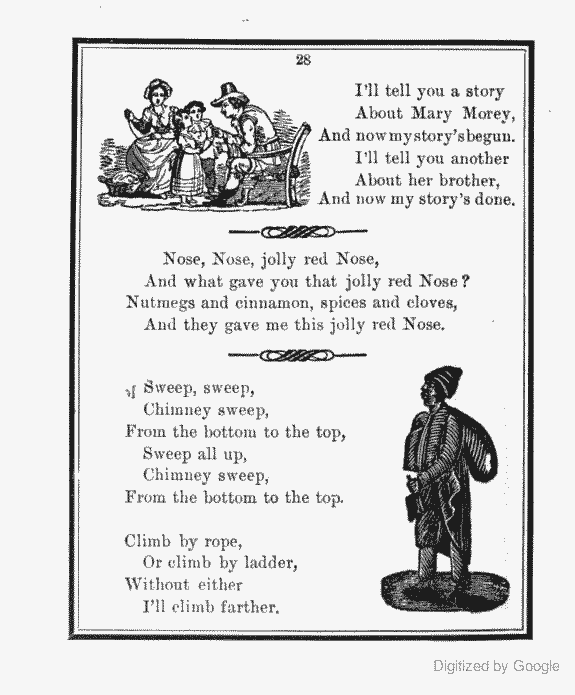 28
I'll tell you a story
About Mary Morey,
And now my story's begun.
I'll tell you another
About her brother,
And now my story's done.
Nose, Nose, jolly red Nose,
And what gave you that jolly red Nose?
Nutmegs and cinnamon, spices and cloves,
And they gave me this jolly red Nose.
Sweep, sweep,
Chimney sweep,
From the bottom to the top,
Sweep all up,
Chimney sweep,
From the bottom to the top.
Climb by rope,
Or climb by ladder,
Without either
I'll climb farther.
Digitized by Google